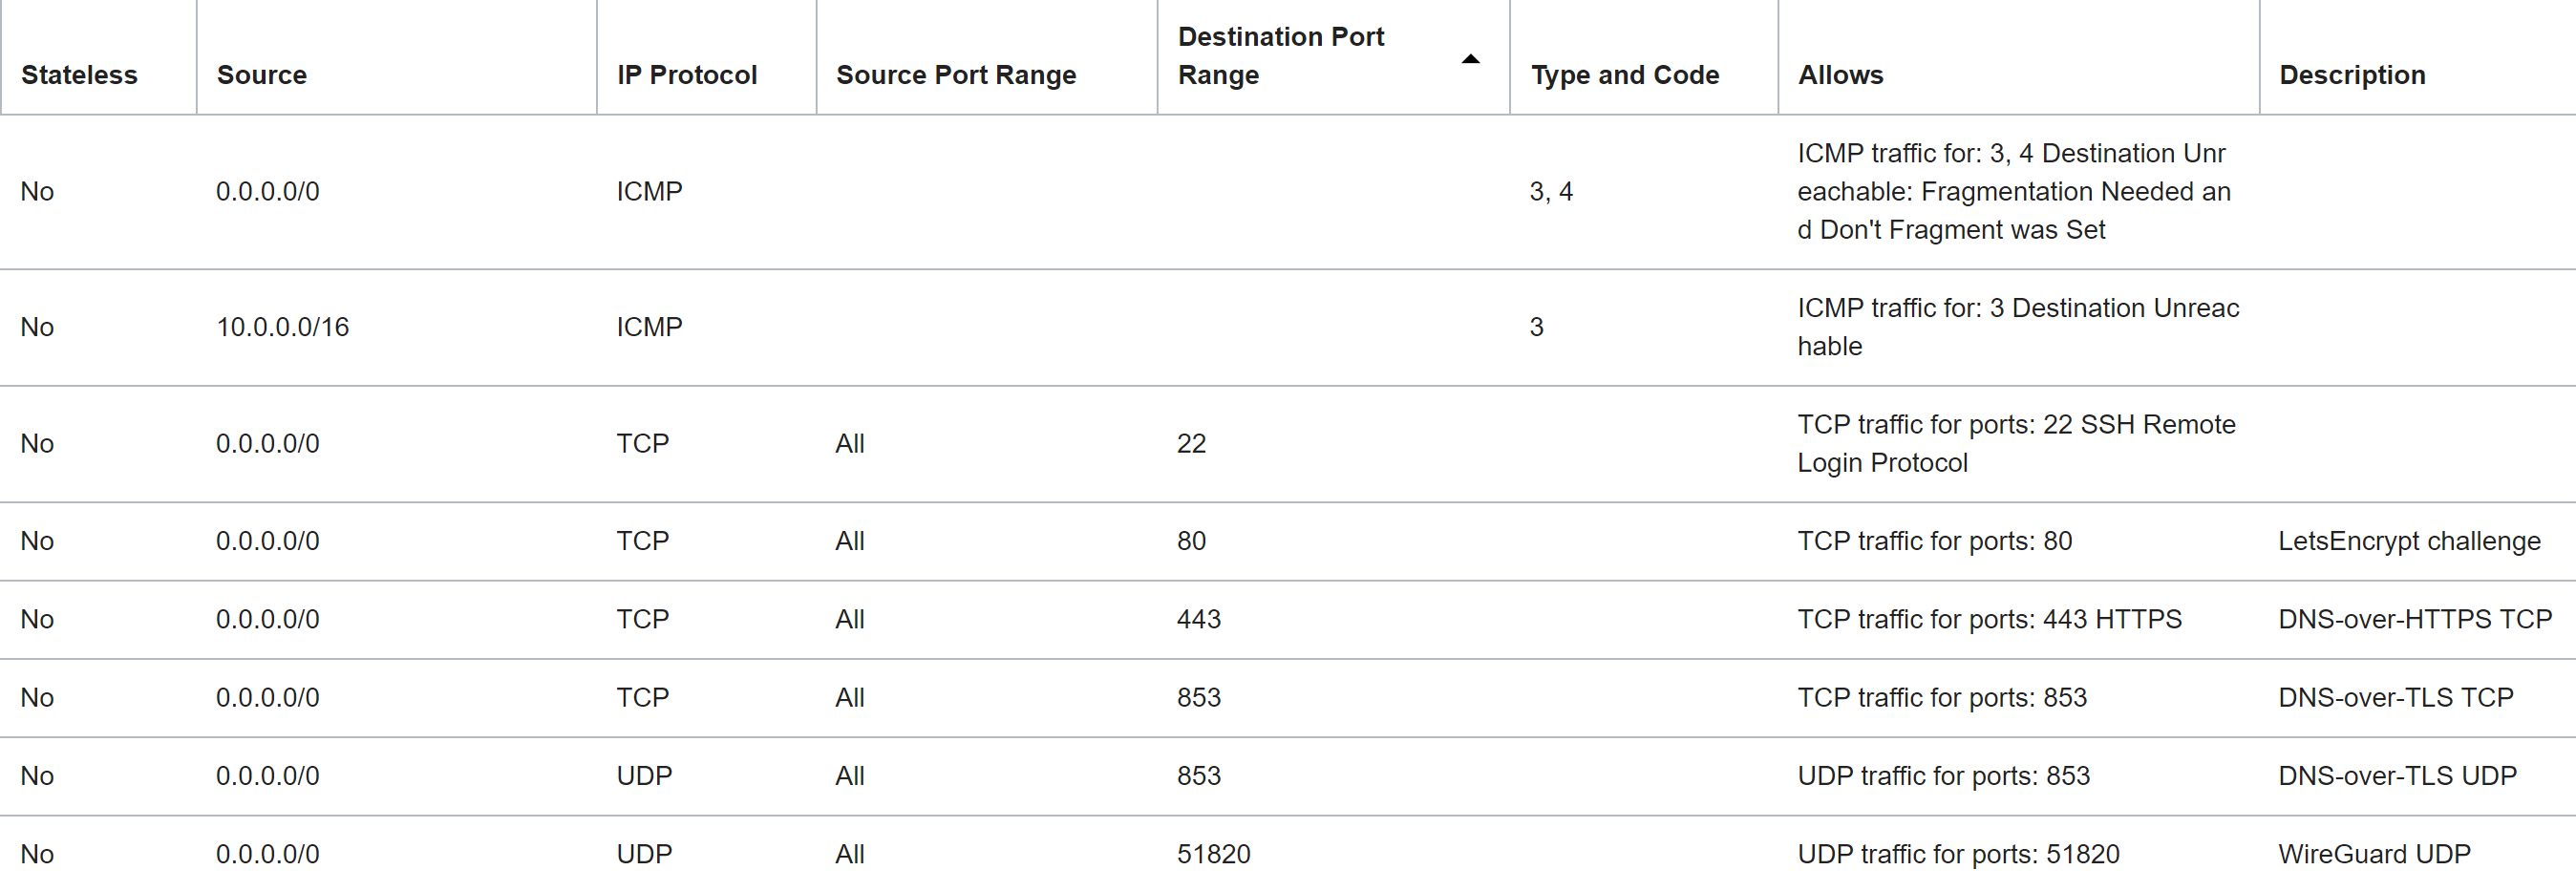 Stateless Source IP Protocol Source Port Range Destination Port
Range Type and Code Allows Description
No 0.0.0.0/0 ICMP 3, 4 ICMP traffic for: 3, 4 Destination Unr
eachable: Fragmentation Needed an
d Don't Fragment was Set
No 10.0.0.0/16 ICMP 3 ICMP traffic for: 3 Destination Unreac
hable
No 0.0.0.0/0 TCP All 22 TCP traffic for ports: 22 SSH Remote
Login Protocol
No 0.0.0.0/0 TCP All 80 TCP traffic for ports: 80 LetsEncrypt challenge
No 0.0.0.0/0 TCP All 443 TCP traffic for ports: 443 HTTPS DNS-over-HTTPS TCP
No 0.0.0.0/0 TCP All 853 TCP traffic for ports: 853 DNS-over-TLS TCP
No 0.0.0.0/0 UDP All 853 UDP traffic for ports: 853 DNS-over-TLS UDP
No 0.0.0.0/0 UDP All 51820 UDP traffic for ports: 51820 WireGuard UDP